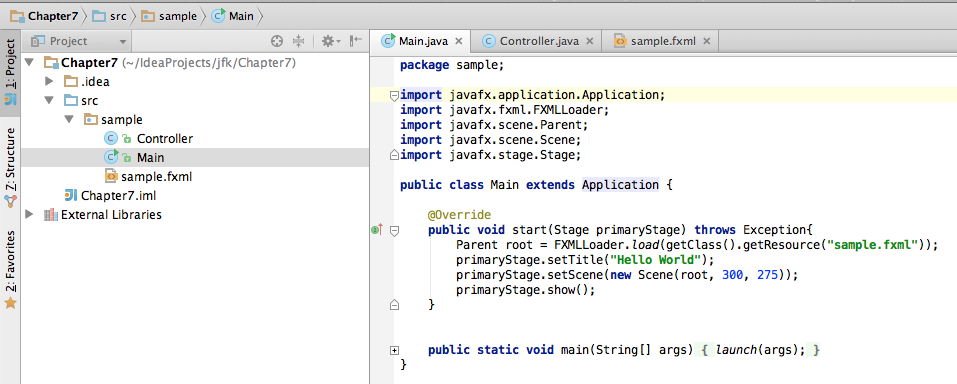 Chapter7 src sample Main
1: Project
Z: Structure
2: Favorites
Project
Chapter7 (~/IdeaProjects/jfk/Chapter7)
.idea
src
sample
Controller
Main
sample.fxml
Chapter7.iml
External Libraries
Main.java × Controller.java × sample.fxml ×
package sample;
import javafx.application.Application;
import javafx.fxml.FXMLLoader;
import javafx.scene.Parent;
import javafx.scene.Scene;
import javafx.stage.Stage;
public class Main extends Application {
@Override
public void start(Stage primaryStage) throws Exception{
Parent root = FXMLLoader.load(getClass().getResource("sample.fxml"));
primaryStage.setTitle("Hello World");
primaryStage.setScene(new Scene(root, 300, 275));
primaryStage.show();
}
public static void main(String[] args) { launch(args); }
}